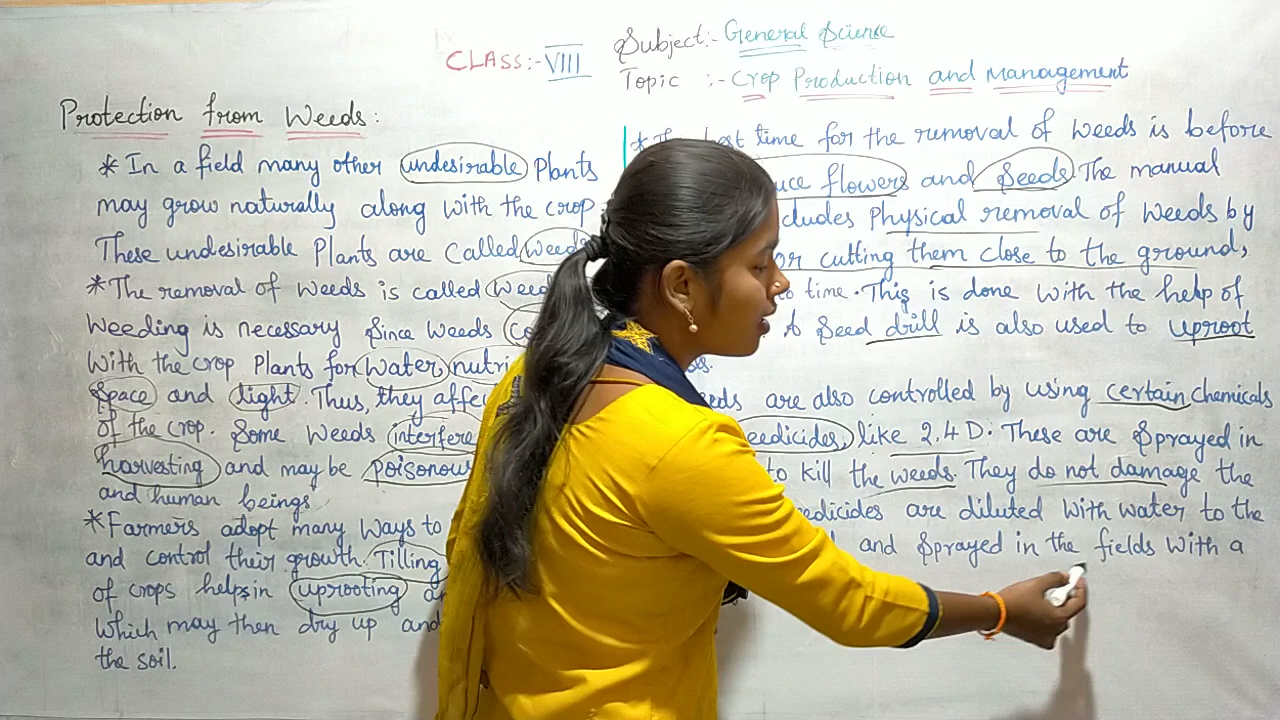 CLASS:- VIII
Subject:- General Science
Topic :- Crop Production and Management
Protection from Weeds:
* In a field many other undesirable Plants
may grow naturally along with the crop.
These undesirable Plants are called weeds
* The removal of weeds is called
Weeding is necessary Since weeds
with the crop Plants for water, nutri
Space and light. Thus, they affe
of the crop. Some weeds interfere
harvesting and may be poisonous
and human beings.
* Farmers adopt many ways to
and control their growth. Tilling
of crops helps in uprooting
which may then dry up and
the soil.
* time for the removal of weeds is before
flowers and Seeds. The manual
Physical removal of weeds by
or cutting them close to the ground,
to time. This is done with the help of
A Seed drill is also used to uproot
are also controlled by using certain chemicals
like 2.4 D. These are Sprayed in
to kill the weeds. They do not damage the
are diluted with water to the
and Sprayed in the fields with a